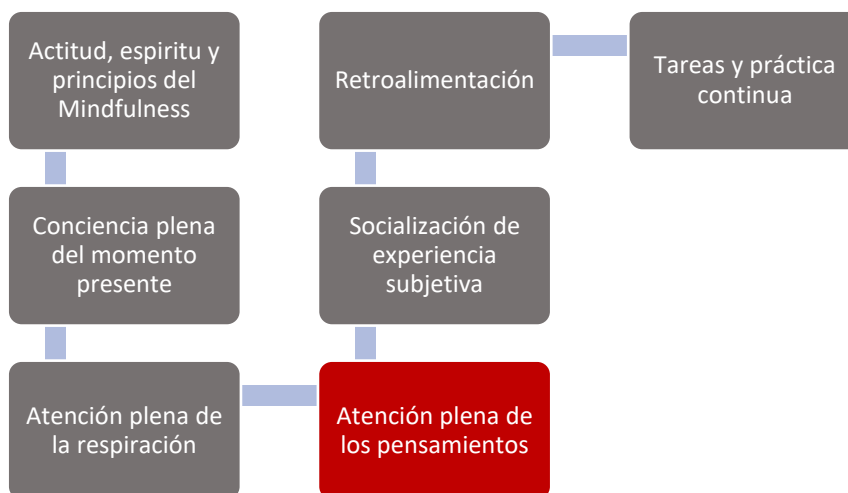 Actitud, espiritu y
principios del
Mindfulness
Conciencia plena
del momento
presente
Atención plena de
la respiración
Atención plena de
los pensamientos
Socialización de
experiencia
subjetiva
Retroalimentación
Tareas y práctica
continua